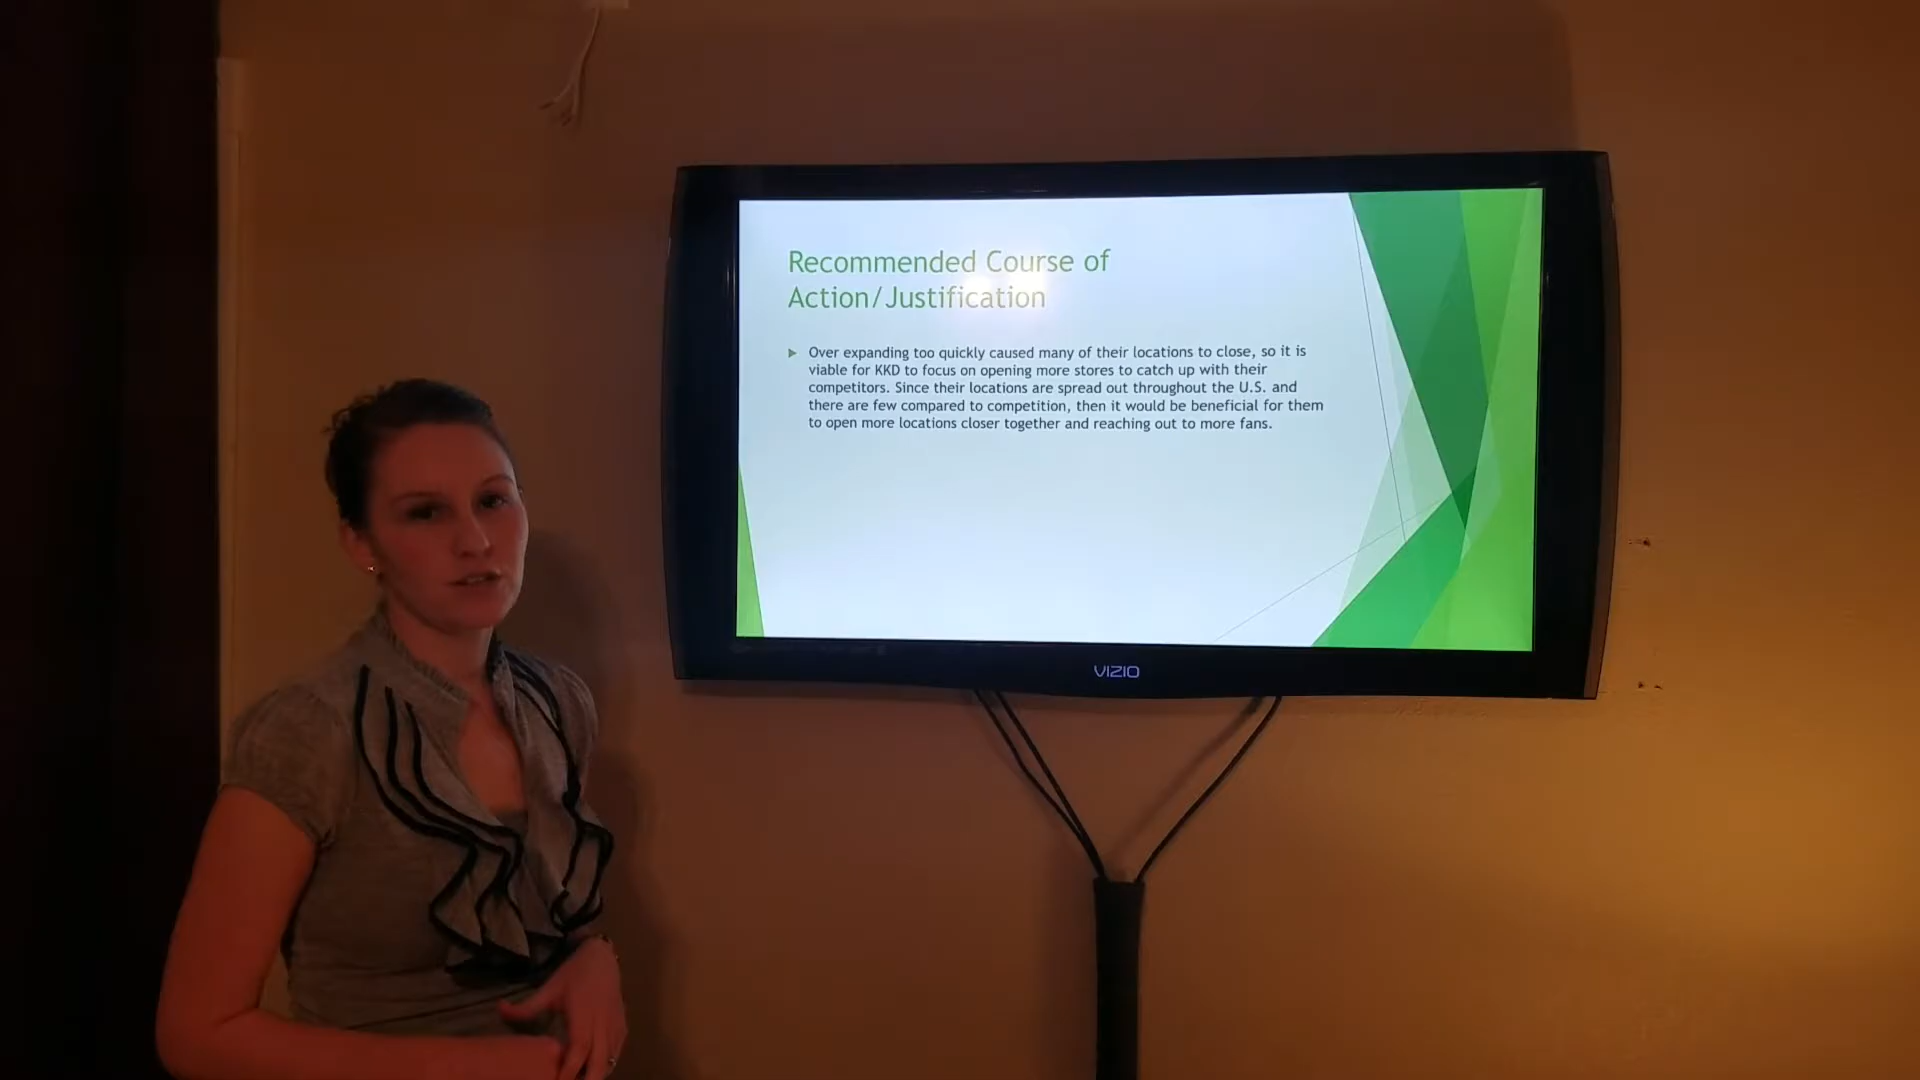 Recommended Course of
Action/Justification
Over expanding too quickly caused many of their locations to close, so it is
viable for KKD to focus on opening more stores to catch up with their
competitors. Since their locations are spread out throughout the U.S. and
there are few compared to competition, then it would be beneficial for them
to open more locations closer together and reaching out to more fans.
VIZIO